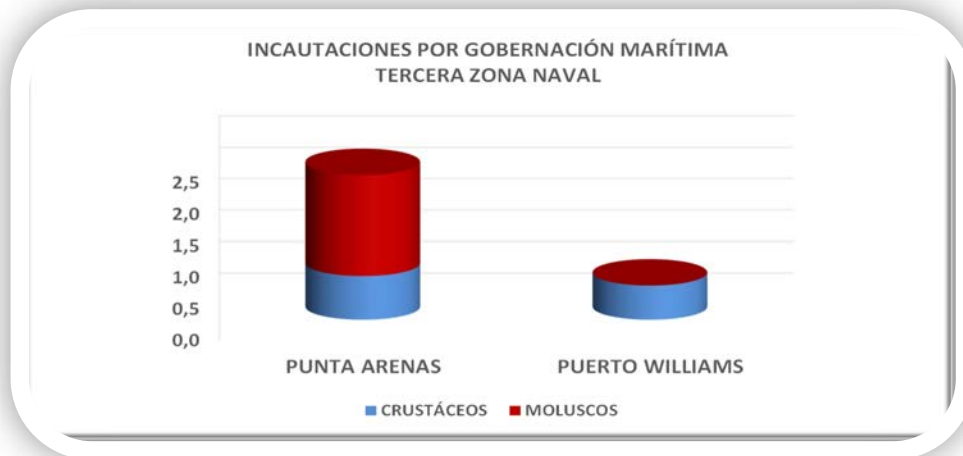 INCAUTACIONES POR GOBERNACIÓN MARÍTIMA
TERCERA ZONA NAVAL
2,5
2,0
1,5
1,0
0,5
0,0
PUNTA ARENAS PUERTO WILLIAMS
CRUSTÁCEOS MOLUSCOS